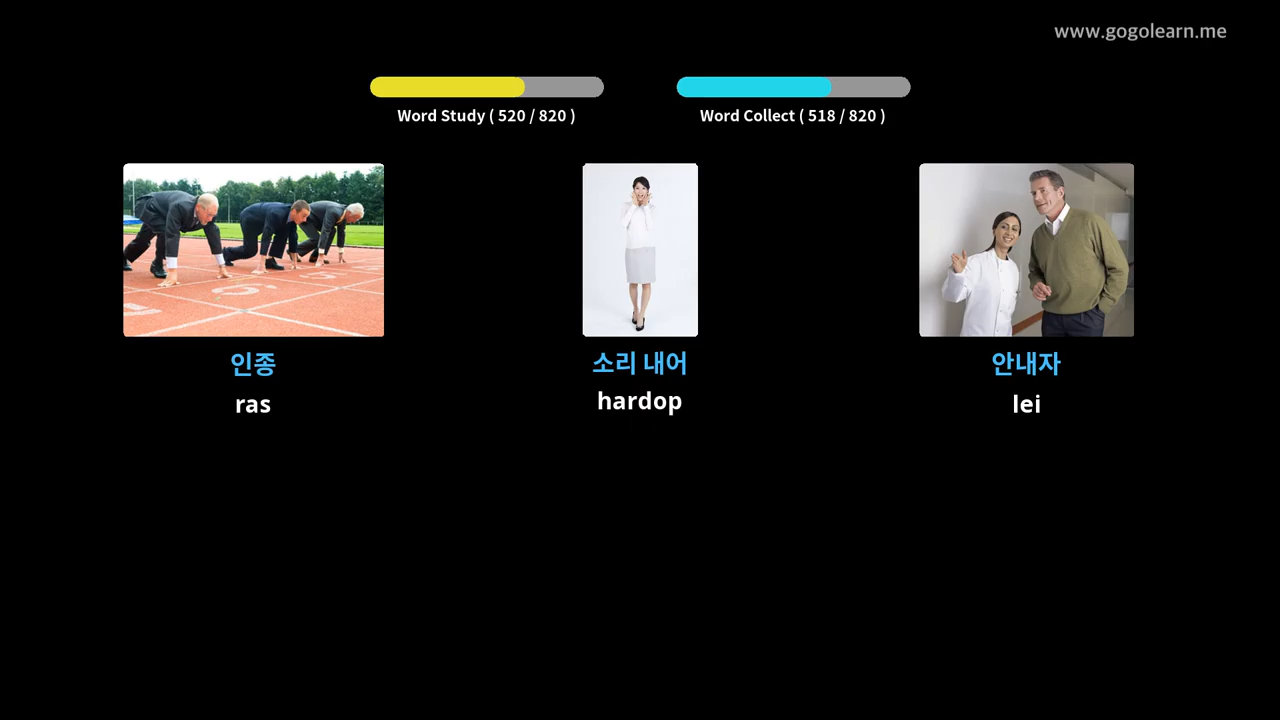 www.gogolearn.me
Word Study ( 520 / 820 )
Word Collect ( 518 / 820 )
인종
ras
소리 내어
hardop
안내자
lei